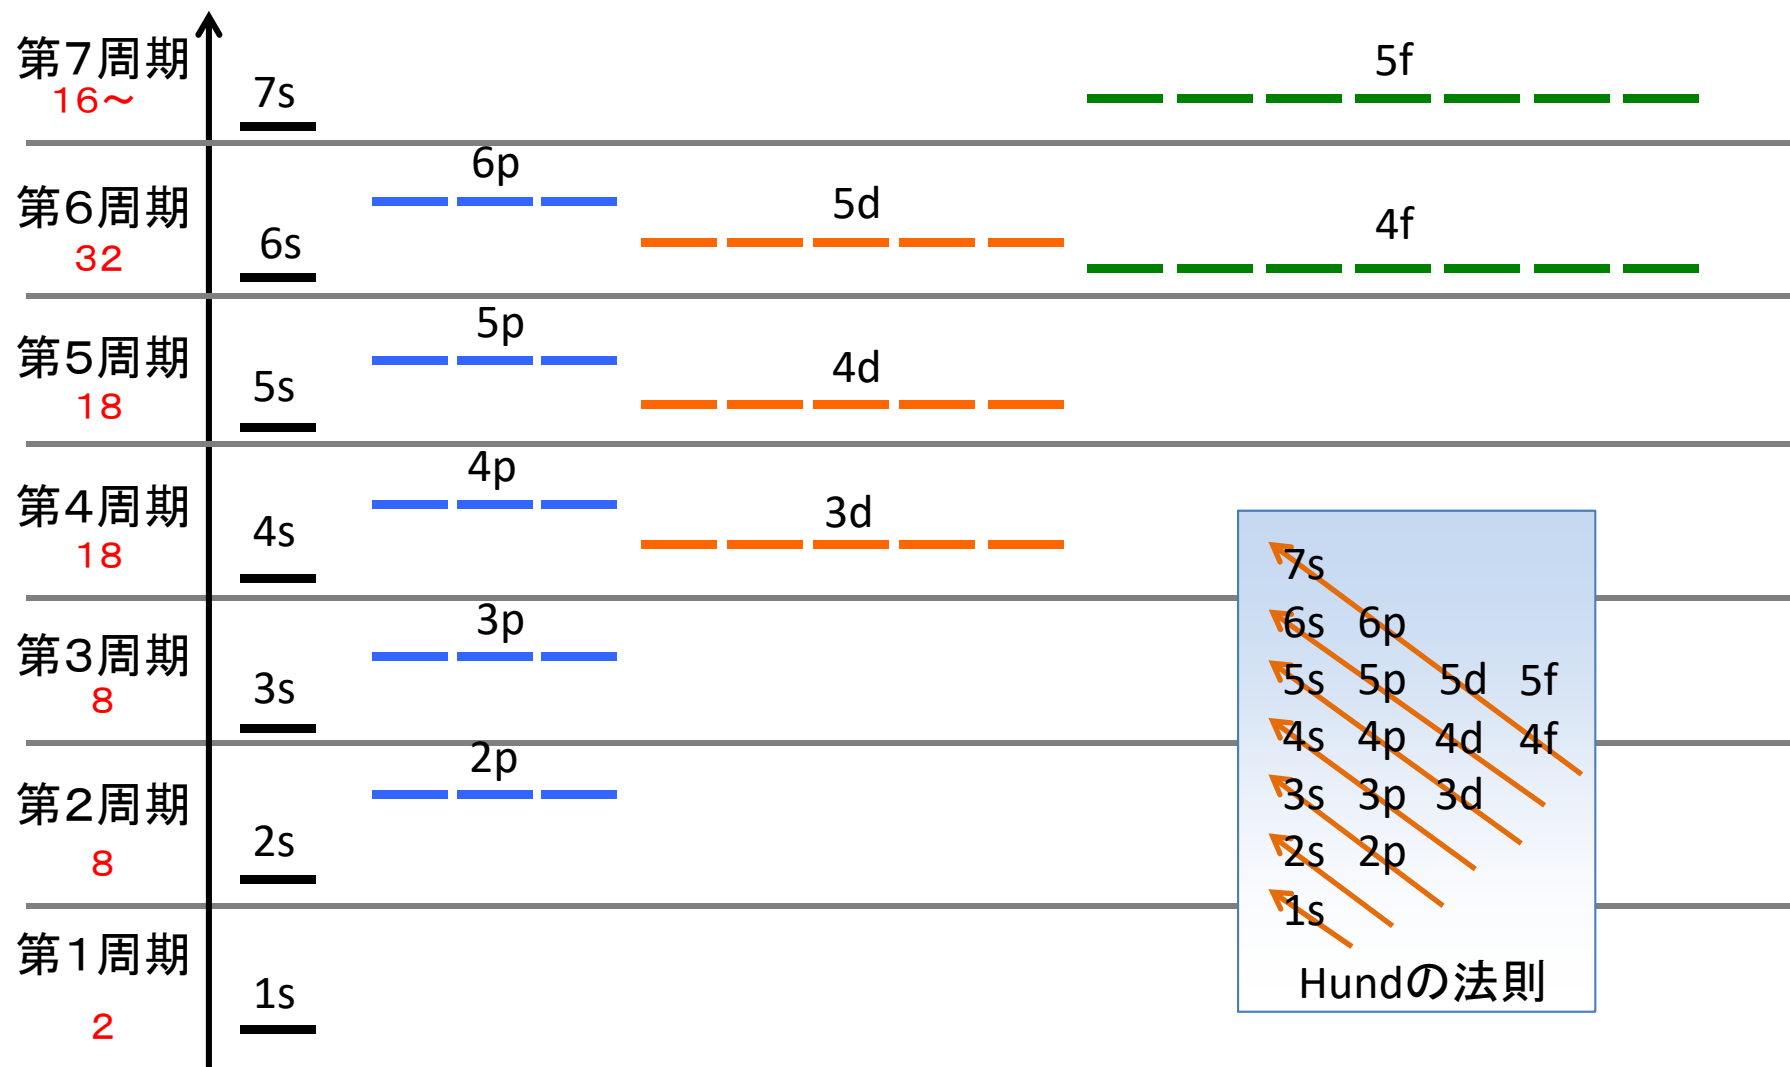 第7周期
16～
7s
5f
第6周期
32
6s
6p
5d
4f
第5周期
18
5s
5p
4d
第4周期
18
4s
4p
3d
第3周期
8
3s
3p
第2周期
8
2s
2p
第1周期
2
1s
7s
6s 6p
5s 5p 5d 5f
4s 4p 4d 4f
3s 3p 3d
2s 2p
1s
Hundの法則